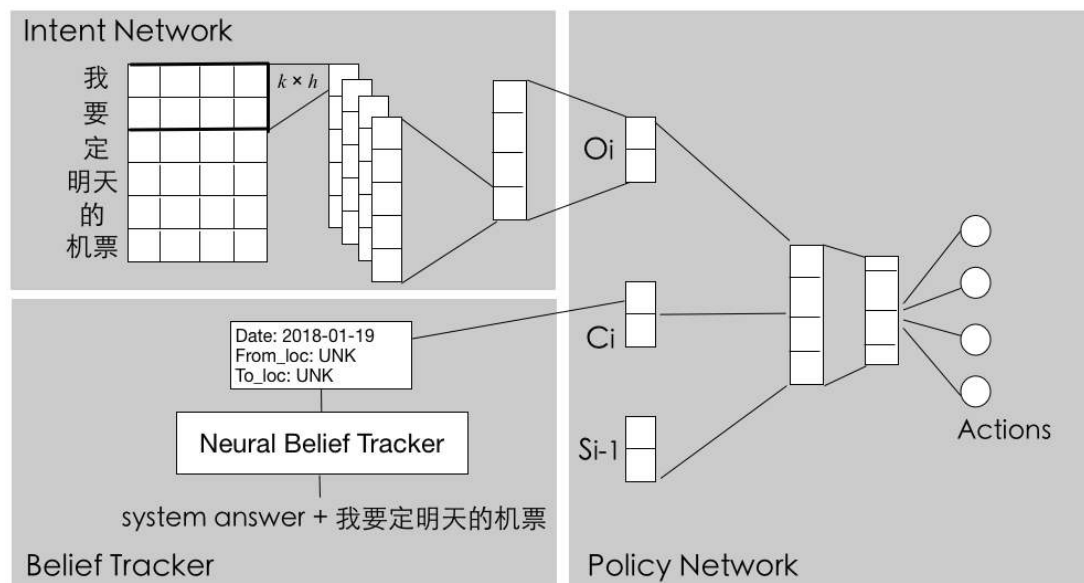 Intent Network
我
要
定
明天
的
机票
k × h
Date: 2018-01-19
From_loc: UNK
To_loc: UNK
Neural Belief Tracker
system answer + 我要定明天的机票
Belief Tracker
Oi
Ci
Si-1
Actions
Policy Network